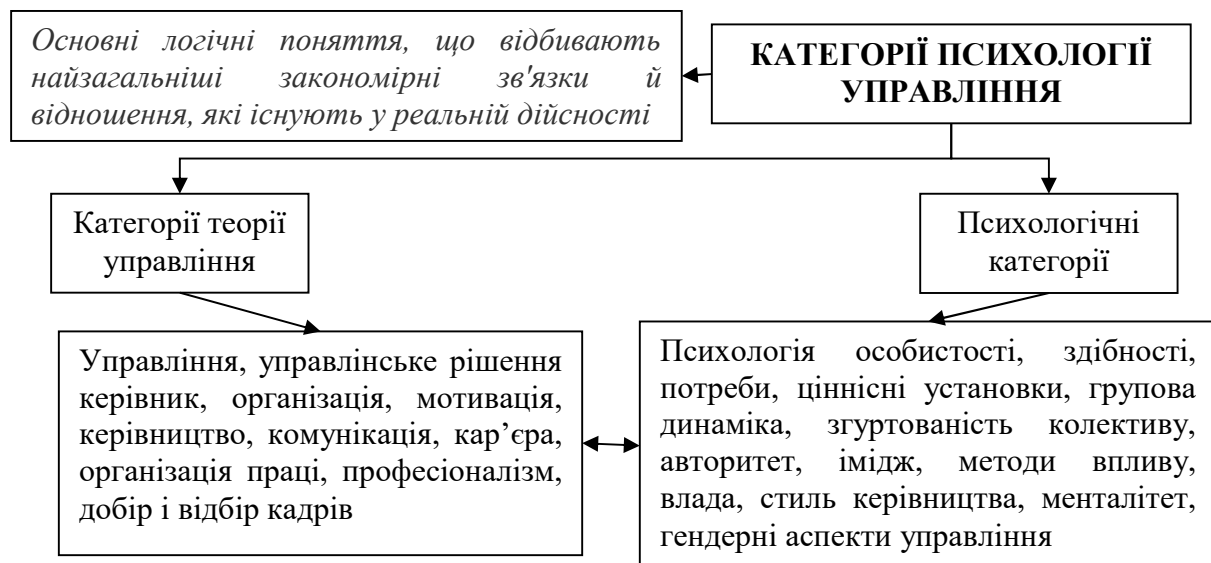 Основні логічні поняття, що відбивають
найзагальніші закономірні зв'язки й
відношення, які існують у реальній дійсності
КАТЕГОРІЇ ПСИХОЛОГІЇ
УПРАВЛІННЯ
Категорії теорії
управління
Психологічні
категорії
Управління, управлінське рішення
керівник, організація, мотивація,
керівництво, комунікація, кар’єра,
організація праці, професіоналізм,
добір і відбір кадрів
Психологія особистості, здібності,
потреби, ціннісні установки, групова
динаміка, згуртованість колективу,
авторитет, імідж, методи впливу,
влада, стиль керівництва, менталітет,
гендерні аспекти управління